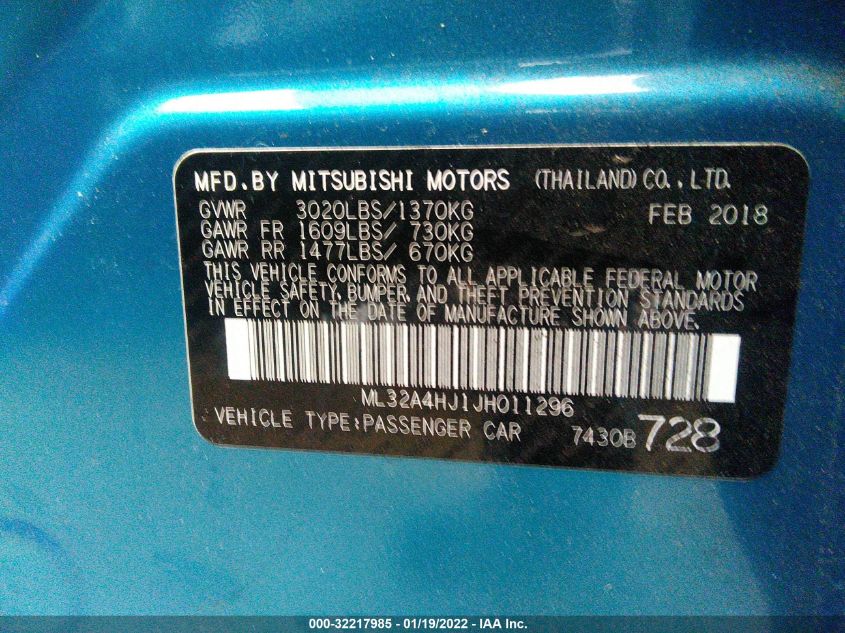 MFD.BY MITSUBISHI MOTORS (THAILAND)CO.,LTD.
GVWR 3020LBS/1370KG FEB 2018
GAWR FR 1609LBS/ 730KG
GAWR RR 1477LBS/ 670KG
THIS VEHICLE CONFORMS TO ALL APPLICABLE FEDERAL MOTOR
VEHICLE SAFETY, BUMPER, AND THEFT PREVENTION STANDARDS
IN EFFECT ON THE DATE OF MANUFACTURE SHOWN ABOVE.
ML32A4HJ1JH011296
VEHICLE TYPE:PASSENGER CAR 7430B 728
000-32217985 - 01/19/2022 - IAA Inc.